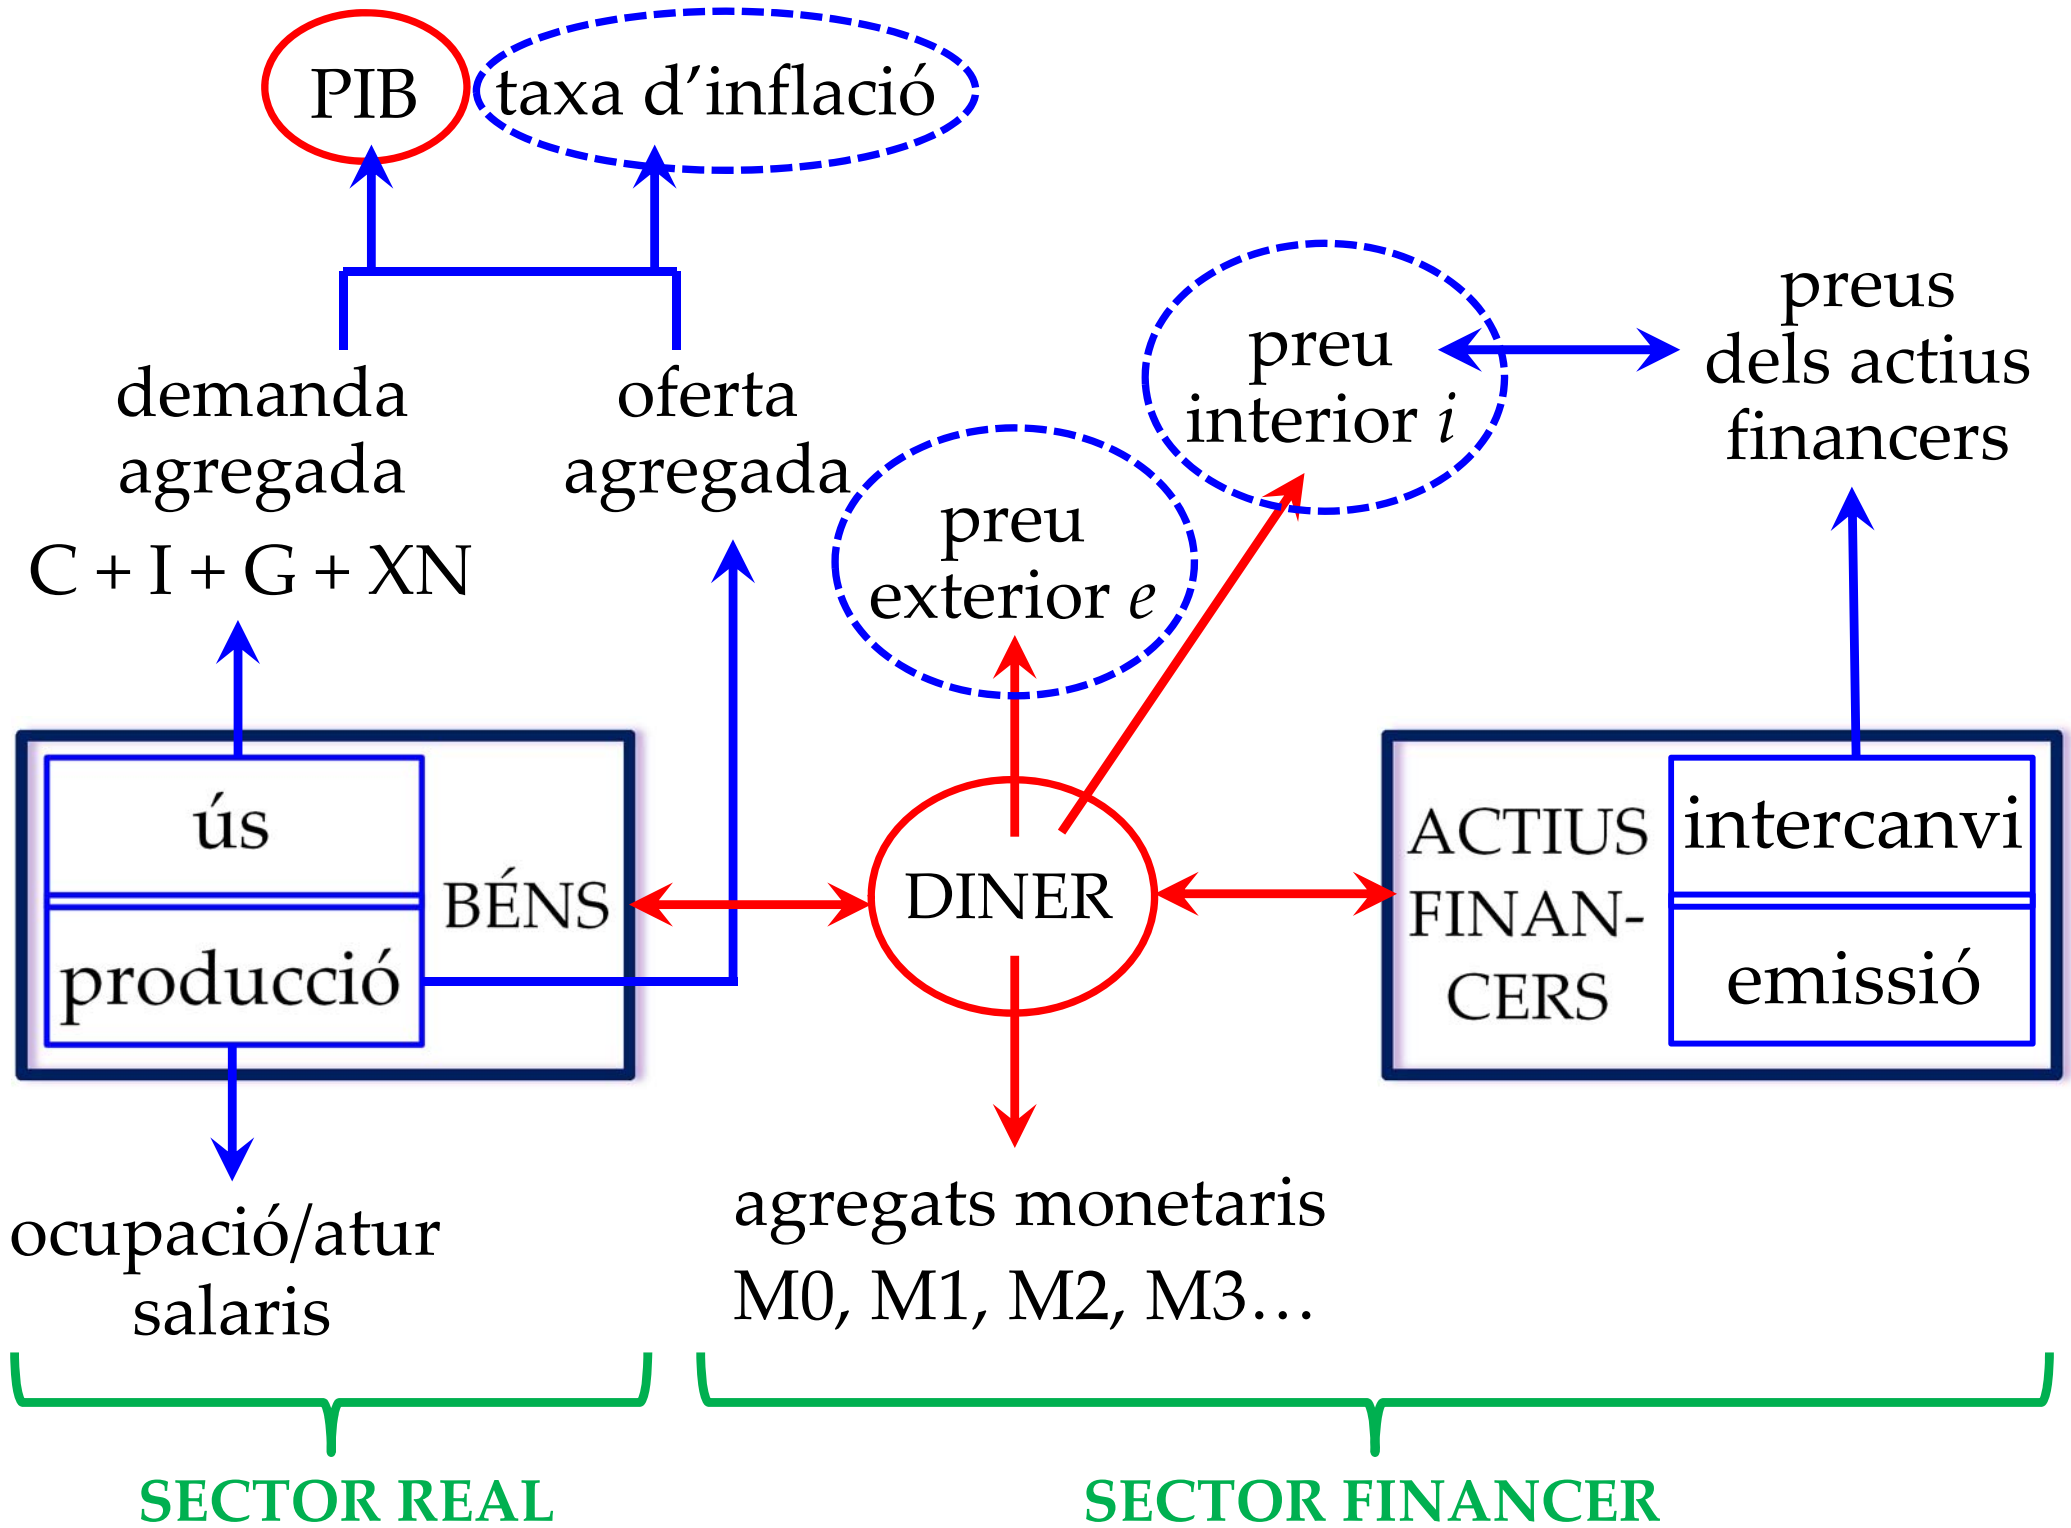 PIB
taxa d’inflació
demanda
agregada
C + I + G + XN
oferta
agregada
preu
exterior e
preu
interior i
preus
dels actius
financers
ús
producció
BÉNS
DINER
ACTIUS
FINAN-
CERS
intercanvi
emissió
ocupació/atur
salaris
agregats monetaris
M0, M1, M2, M3…
SECTOR REAL
SECTOR FINANCER